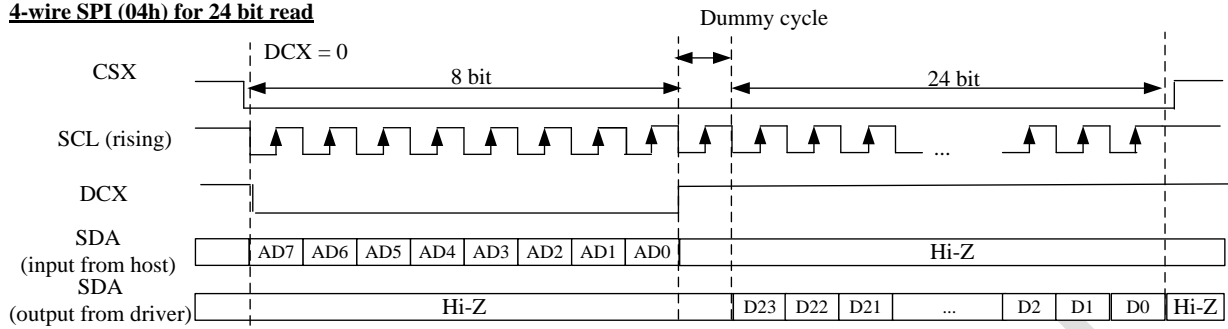 4-wire SPI (04h) for 24 bit read
Dummy cycle
DCX = 0
CSX
8 bit
24 bit
SCL (rising)
...
DCX
SDA
(input from host)
AD7 AD6 AD5 AD4 AD3 AD2 AD1 AD0
Hi-Z
SDA
(output from driver)
Hi-Z
D23 D22 D21 ... D2 D1 D0 Hi-Z